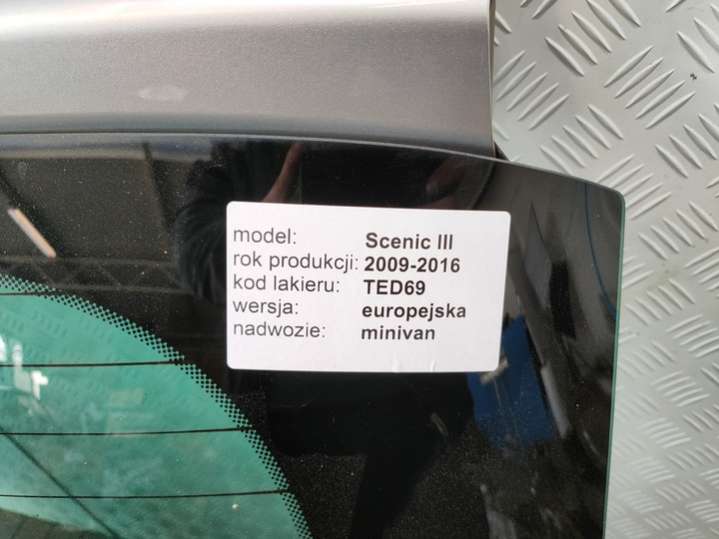 model: Scenic III
rok produkcji: 2009-2016
kod lakieru: TED69
wersja: europejska
nadwozie: minivan